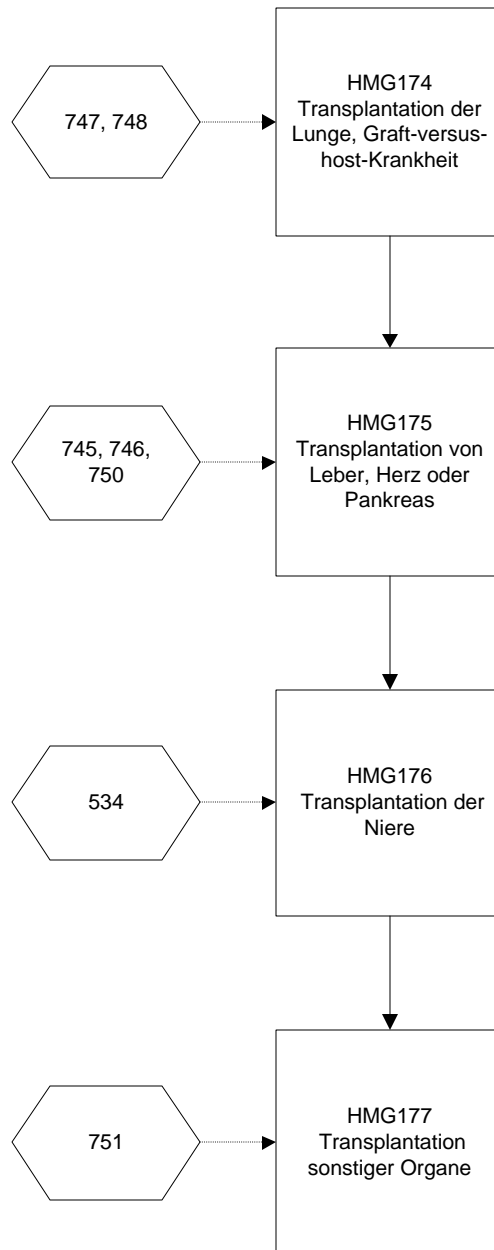 747, 748
HMG174
Transplantation der
Lunge, Graft-versus-
host-Krankheit
745, 746,
750
HMG175
Transplantation von
Leber, Herz oder
Pankreas
534
HMG176
Transplantation der
Niere
751
HMG177
Transplantation
sonstiger Organe